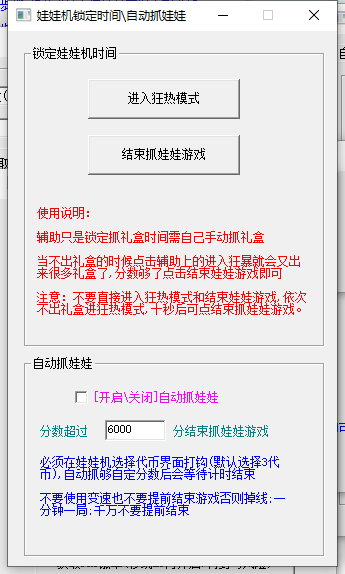 娃娃机锁定时间\自动抓娃娃
锁定娃娃机时间
进入狂热模式
结束抓娃娃游戏
使用说明：
辅助只是锁定抓礼盒时间需自己手动抓礼盒
当不出礼盒的时候点击辅助上的进入狂暴就会又出
来很多礼盒了,分数够了点击结束娃娃游戏即可
注意：不要直接进入狂热模式和结束娃娃游戏,依次
不出礼盒进狂热模式,十秒后可点结束娃娃游戏。
自动抓娃娃
[开启\关闭]自动抓娃娃
分数超过 6000 分结束抓娃娃游戏
必须在娃娃机选择代币界面打钩(默认选择3代
币),自动抓够自定分数后会等待计时结束
不要使用变速也不要提前结束游戏否则掉线;一
分钟一局;千万不要提前结束